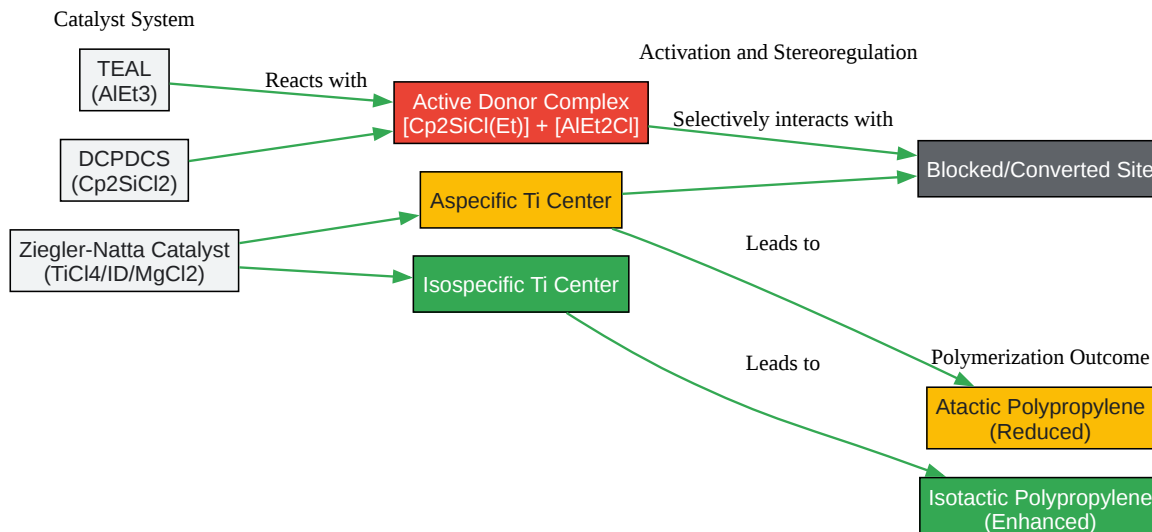 Catalyst System
TEAL
(AlEt3)
Reacts with
DCPDCS
(Cp2SiCl2)
Ziegler-Natta Catalyst
(TiCl4/ID/MgCl2)
Activation and Stereoregulation
Active Donor Complex
[Cp2SiCl(Et)] + [AlEt2Cl]
Selectively interacts with
Blocked/Converted Site
Aspecific Ti Center
Leads to
Isospecific Ti Center
Leads to
Polymerization Outcome
Atactic Polypropylene
(Reduced)
Isotactic Polypropylene
(Enhanced)